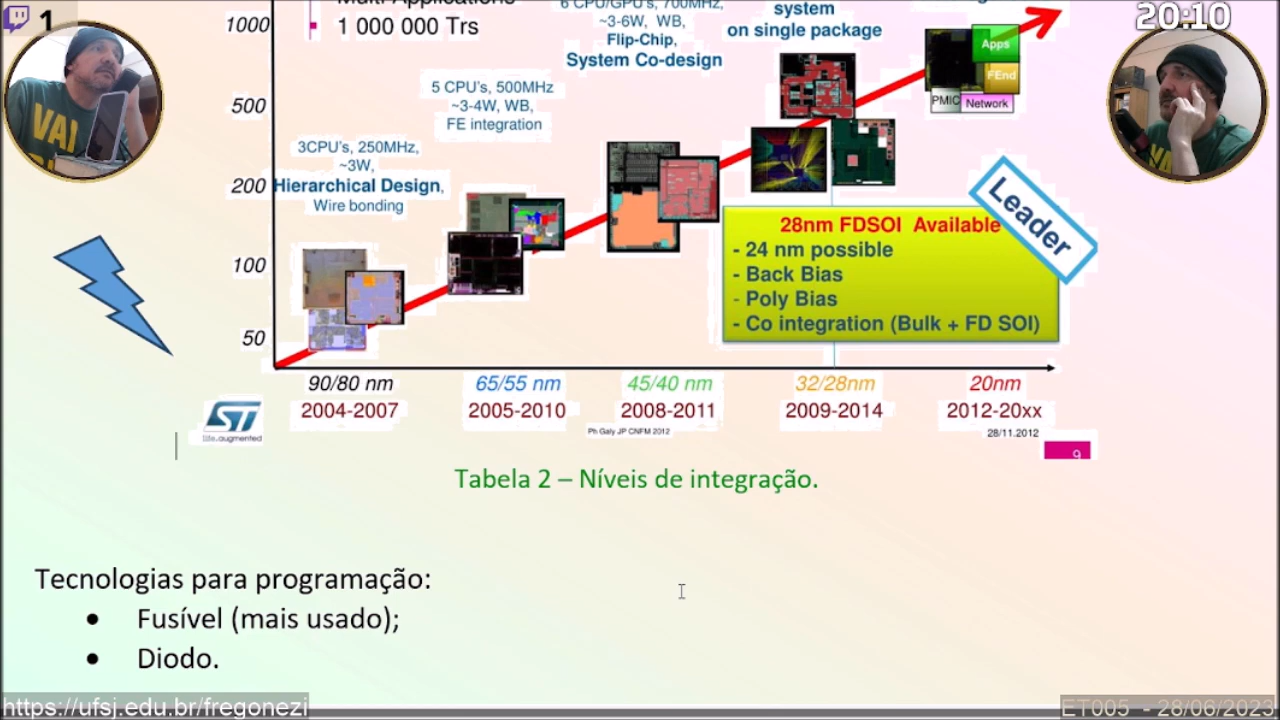 1
20:10
1000
Multi Applications
1 000 000 Trs
6 CPU/GPU's, 700MHz,
~3-6W, WB,
Flip-Chip,
System Co-design
system
on single package
Apps
FEnd
PMIC
Network
5 CPU's, 500MHz
~3-4W, WB,
FE integration
500
3CPU's, 250MHz,
~3W,
Hierarchical Design,
Wire bonding
200
Leader
28nm FDSOI Available
- 24 nm possible
- Back Bias
- Poly Bias
- Co integration (Bulk + FD SOI)
100
50
90/80 nm 65/55 nm 45/40 nm 32/28nm 20nm
2004-2007 2005-2010 2008-2011 2009-2014 2012-20xx
ST
life.augmented
Ph Galy JP CNFM 2012
28/11.2012
9
Tabela 2 – Níveis de integração.
Tecnologias para programação:
• Fusível (mais usado);
• Diodo.
https://ufsj.edu.br/fregonezi
ET005 - 28/06/2023